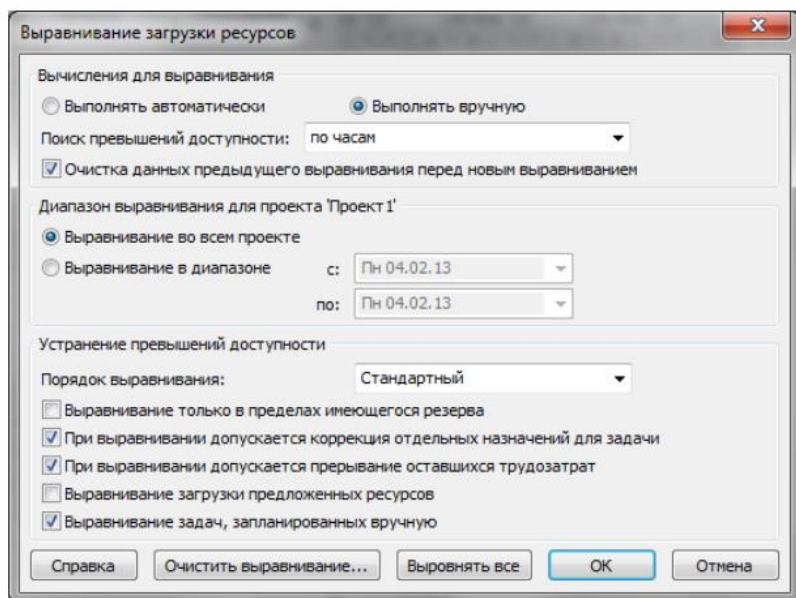 Выравнивание загрузки ресурсов
Вычисления для выравнивания
Выполнять автоматически Выполнять вручную
Поиск превышений доступности: по часам
Очистка данных предыдущего выравнивания перед новым выравниванием
Диапазон выравнивания для проекта 'Проект1'
Выравнивание во всем проекте
Выравнивание в диапазоне с: Пн 04.02.13
по: Пн 04.02.13
Устранение превышений доступности
Порядок выравнивания: Стандартный
Выравнивание только в пределах имеющегося резерва
При выравнивании допускается коррекция отдельных назначений для задачи
При выравнивании допускается прерывание оставшихся трудозатрат
Выравнивание загрузки предложенных ресурсов
Выравнивание задач, запланированных вручную
Справка Очистить выравнивание... Выровнять все ОК Отмена